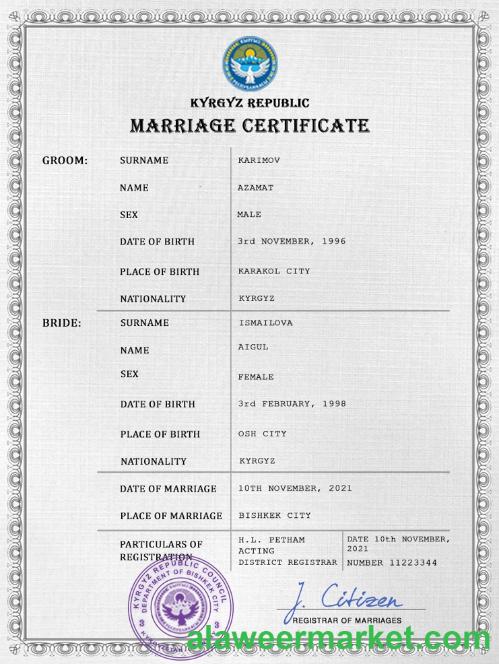 KYRGYZ REPUBLIC
MARRIAGE CERTIFICATE
GROOM: SURNAME KARIMOV
NAME AZAMAT
SEX MALE
DATE OF BIRTH 3rd NOVEMBER, 1996
PLACE OF BIRTH KARAKOL CITY
NATIONALITY KYRGYZ
BRIDE: SURNAME ISMAILOVA
NAME AIGUL
SEX FEMALE
DATE OF BIRTH 3rd FEBRUARY, 1998
PLACE OF BIRTH OSH CITY
NATIONALITY KYRGYZ
DATE OF MARRIAGE 10TH NOVEMBER, 2021
PLACE OF MARRIAGE BISHKEK CITY
PARTICULARS OF REGISTRATION
H.L. PETHAM
ACTING
DISTRICT REGISTRAR
DATE 10th NOVEMBER,
2021
NUMBER 11223344
KYRGYZ REPUBLIC COUNCIL
DEPARTMENT OF BISHKEK CITY
3 3
J. Citizen
REGISTRAR OF MARRIAGES
alaweermarket.com